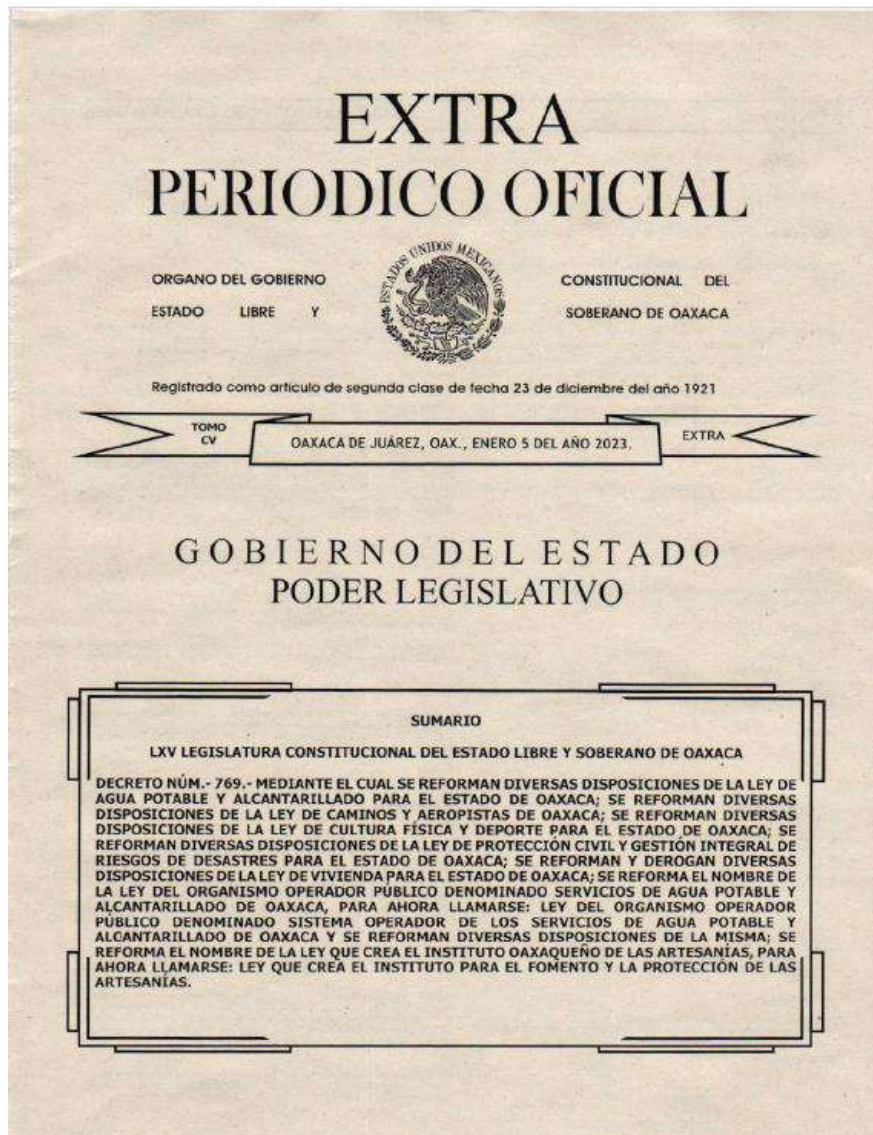 EXTRA
PERIODICO OFICIAL
ORGANO DEL GOBIERNO CONSTITUCIONAL DEL
ESTADO LIBRE Y SOBERANO DE OAXACA
ESTADOS UNIDOS MEXICANOS
Registrado como articulo de segunda clase de fecha 23 de diciembre del año 1921
TOMO
CV
OAXACA DE JUÁREZ, OAX., ENERO 5 DEL AÑO 2023.
EXTRA
GOBIERNO DEL ESTADO
PODER LEGISLATIVO
SUMARIO
LXV LEGISLATURA CONSTITUCIONAL DEL ESTADO LIBRE Y SOBERANO DE OAXACA
DECRETO NÚM.- 769.- MEDIANTE EL CUAL SE REFORMAN DIVERSAS DISPOSICIONES DE LA LEY DE
AGUA POTABLE Y ALCANTARILLADO PARA EL ESTADO DE OAXACA; SE REFORMAN DIVERSAS
DISPOSICIONES DE LA LEY DE CAMINOS Y AEROPISTAS DE OAXACA; SE REFORMAN DIVERSAS
DISPOSICIONES DE LA LEY DE CULTURA FÍSICA Y DEPORTE PARA EL ESTADO DE OAXACA; SE
REFORMAN DIVERSAS DISPOSICIONES DE LA LEY DE PROTECCIÓN CIVIL Y GESTIÓN INTEGRAL DE
RIESGOS DE DESASTRES PARA EL ESTADO DE OAXACA; SE REFORMAN Y DEROGAN DIVERSAS
DISPOSICIONES DE LA LEY DE VIVIENDA PARA EL ESTADO DE OAXACA; SE REFORMA EL NOMBRE DE
LA LEY DEL ORGANISMO OPERADOR PÚBLICO DENOMINADO SERVICIOS DE AGUA POTABLE Y
ALCANTARILLADO DE OAXACA, PARA AHORA LLAMARSE: LEY DEL ORGANISMO OPERADOR
PÚBLICO DENOMINADO SISTEMA OPERADOR DE LOS SERVICIOS DE AGUA POTABLE Y
ALCANTARILLADO DE OAXACA Y SE REFORMAN DIVERSAS DISPOSICIONES DE LA MISMA; SE
REFORMA EL NOMBRE DE LA LEY QUE CREA EL INSTITUTO OAXAQUEÑO DE LAS ARTESANÍAS, PARA
AHORA LLAMARSE: LEY QUE CREA EL INSTITUTO PARA EL FOMENTO Y LA PROTECCIÓN DE LAS
ARTESANÍAS.